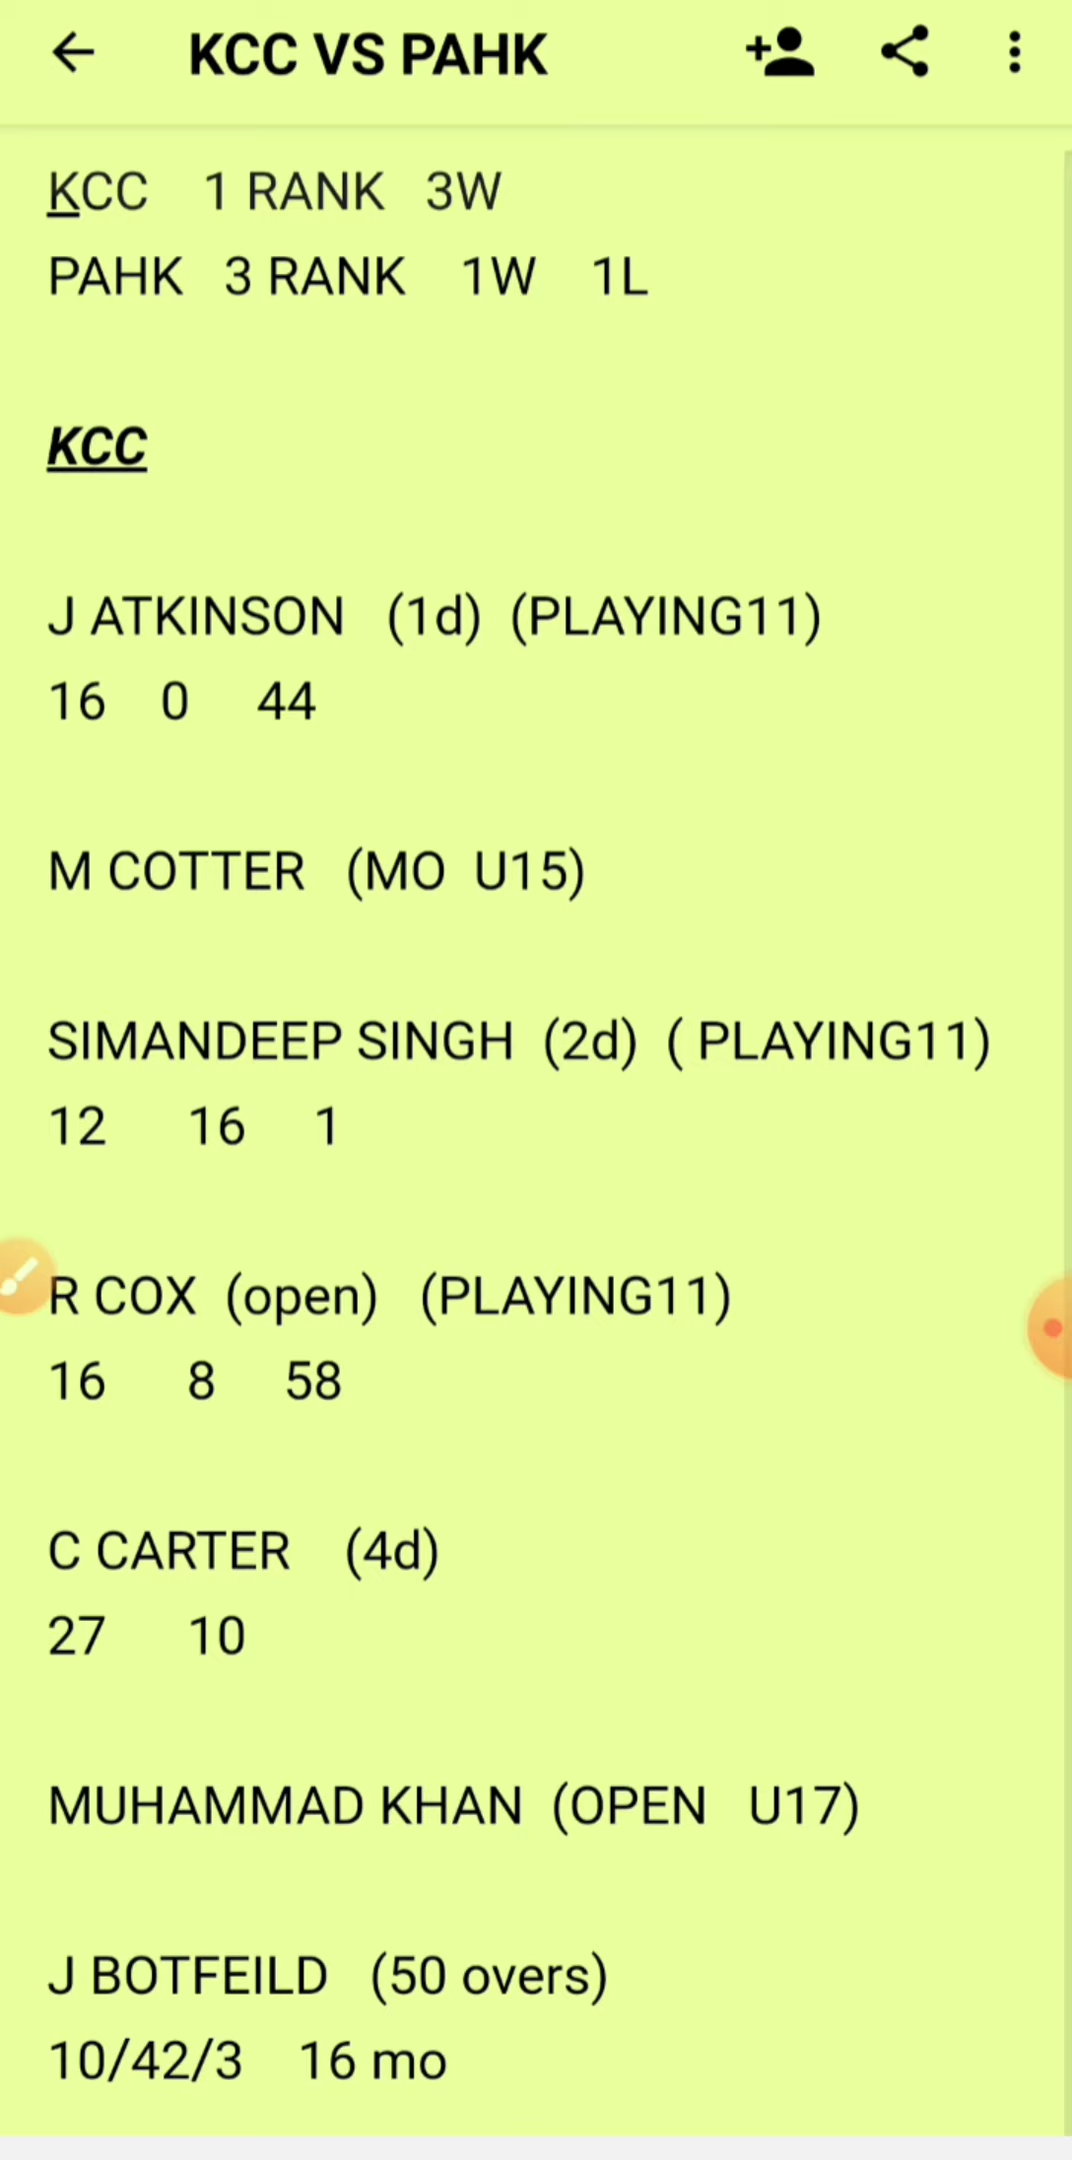 KCC VS PAHK
KCC 1 RANK 3W
PAHK 3 RANK 1W 1L
KCC
J ATKINSON (1d) (PLAYING11)
16 0 44
M COTTER (MO U15)
SIMANDEEP SINGH (2d) ( PLAYING11)
12 16 1
R COX (open) (PLAYING11)
16 8 58
C CARTER (4d)
27 10
MUHAMMAD KHAN (OPEN U17)
J BOTFEILD (50 overs)
10/42/3 16 mo